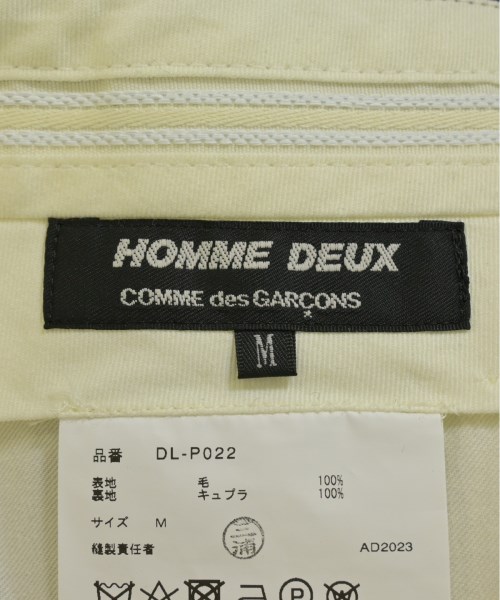 HOMME DEUX
COMME des GARÇONS
M
品番 DL-P022
表地 毛 100%
裏地 キュプラ 100%
サイズ M
三浦
縫製責任者 AD2023